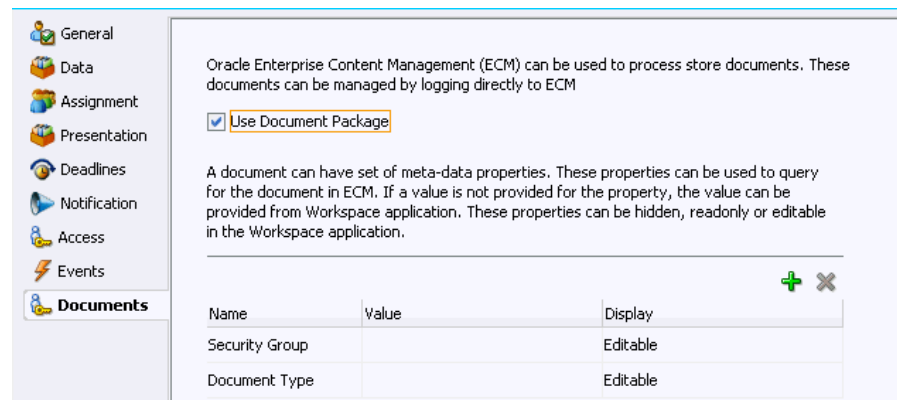 General
Data
Assignment
Presentation
Deadlines
Notification
Access
Events
Documents
Oracle Enterprise Content Management (ECM) can be used to process store documents. These
documents can be managed by logging directly to ECM
Use Document Package
A document can have set of meta-data properties. These properties can be used to query
for the document in ECM. If a value is not provided for the property, the value can be
provided from Workspace application. These properties can be hidden, readonly or editable
in the Workspace application.
Name Value Display
Security Group Editable
Document Type Editable